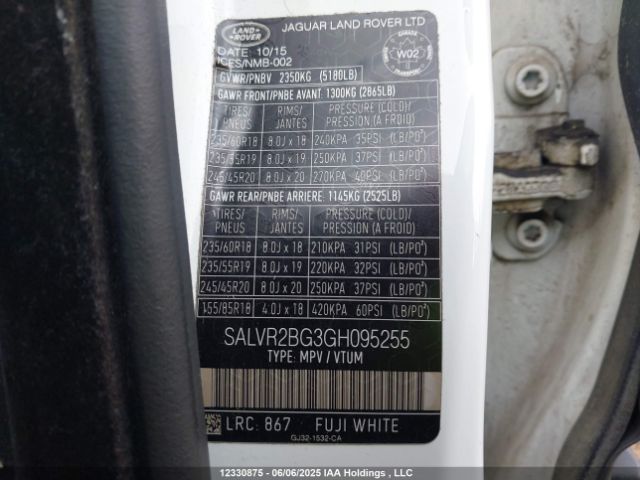 LAND ROVER
JAGUAR LAND ROVER LTD
DATE: 10/15
ICES/NMB-002
W02
GVWR/PNBV 2350KG (5180LB)
GAWR FRONT/PNBE AVANT: 1300KG (2865LB)
TIRES/ PNEUS RIMS/ JANTES PRESSURE (COLD)/ PRESSION (A FROID)
235/60R18 8.0J x 18 240KPA 35PSI (LB/PO²)
235/55R19 8.0J x 19 250KPA 37PSI (LB/PO²)
245/45R20 8.0J x 20 270KPA 40PSI (LB/PO²)
GAWR REAR/PNBE ARRIERE: 1145KG (2525LB)
TIRES/ PNEUS RIMS/ JANTES PRESSURE (COLD)/ PRESSION (A FROID)
235/60R18 8.0J x 18 210KPA 31PSI (LB/PO²)
235/55R19 8.0J x 19 220KPA 32PSI (LB/PO²)
245/45R20 8.0J x 20 250KPA 37PSI (LB/PO²)
155/85R18 4.0J x 18 420KPA 60PSI (LB/PO²)
SALVR2BG3GH095255
TYPE: MPV / VTUM
LRC: 867 FUJI WHITE
GJ32-1532-CA
12330875 - 06/06/2025 IAA Holdings , LLC